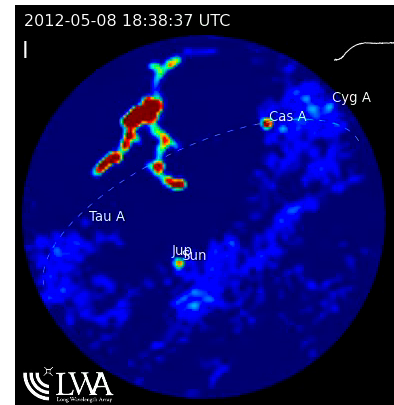 2012-05-08 18:38:37 UTC
I
Cyg A
Cas A
Tau A
Jup
Sun
LWA
Long Wavelength Array